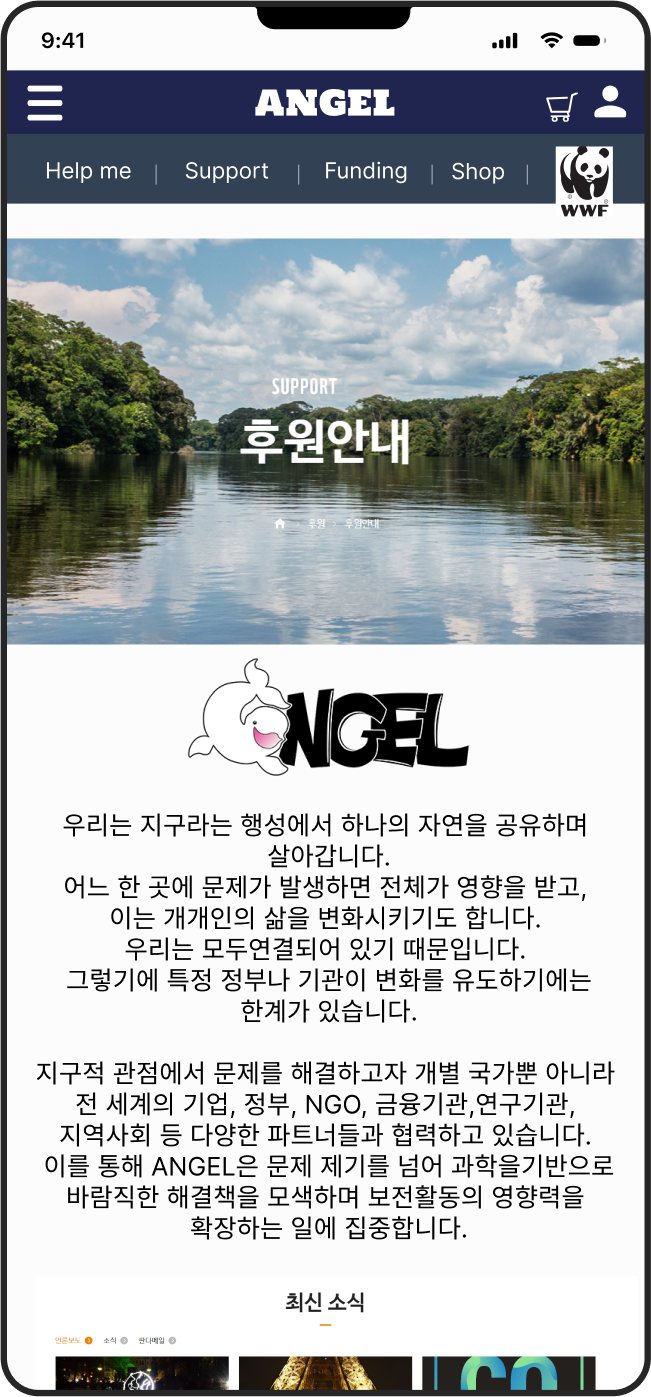 9:41
ANGEL
Help me | Support | Funding | Shop |
WWF
SUPPORT
후원안내
후원 후원안내
ANGEL
우리는 지구라는 행성에서 하나의 자연을 공유하며
살아갑니다.
어느 한 곳에 문제가 발생하면 전체가 영향을 받고,
이는 개개인의 삶을 변화시키기도 합니다.
우리는 모두연결되어 있기 때문입니다.
그렇기에 특정 정부나 기관이 변화를 유도하기에는
한계가 있습니다.
지구적 관점에서 문제를 해결하고자 개별 국가뿐 아니라
전 세계의 기업, 정부, NGO, 금융기관,연구기관,
지역사회 등 다양한 파트너들과 협력하고 있습니다.
이를 통해 ANGEL은 문제 제기를 넘어 과학을기반으로
바람직한 해결책을 모색하며 보전활동의 영향력을
확장하는 일에 집중합니다.
최신 소식
언론보도 소식 판다메일